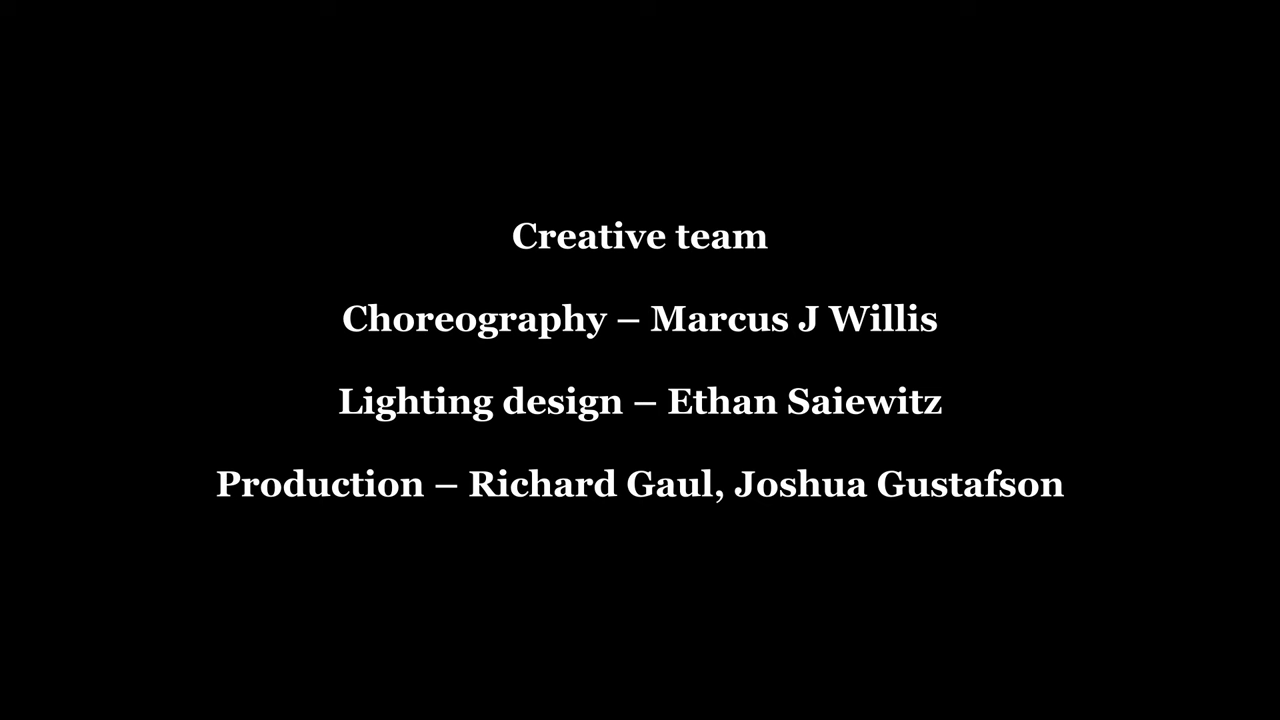 Creative team
Choreography – Marcus J Willis
Lighting design – Ethan Saiewitz
Production – Richard Gaul, Joshua Gustafson